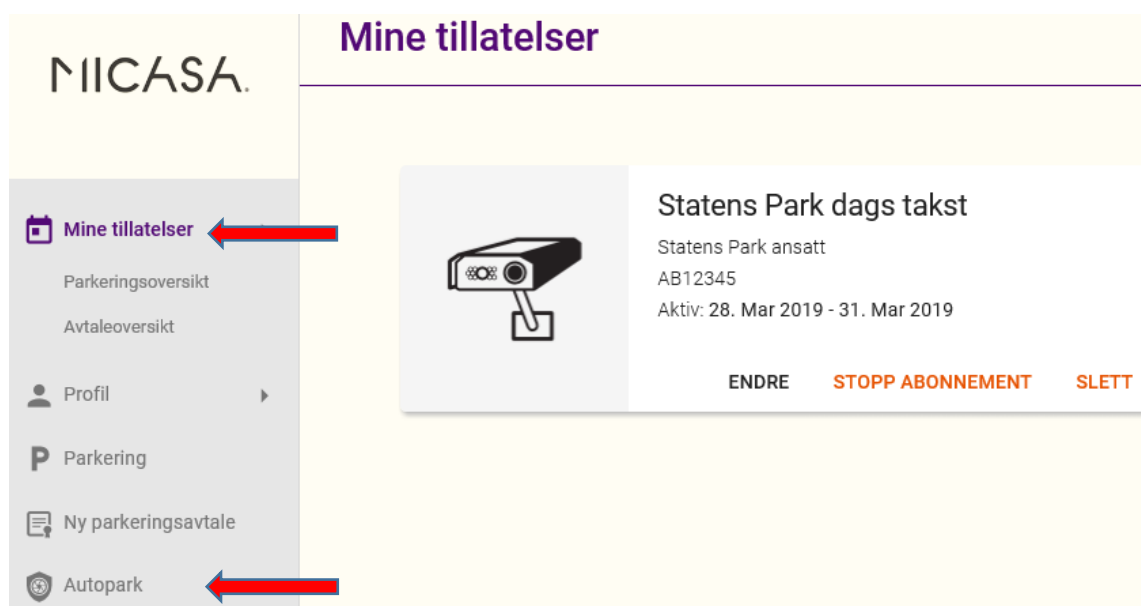 MICASA.
Mine tillatelser
Parkeringsoversikt
Avtaleoversikt
Profil
P Parkering
Ny parkeringsavtale
Autopark
Mine tillatelser
Statens Park dags takst
Statens Park ansatt
AB12345
Aktiv: 28. Mar 2019 - 31. Mar 2019
ENDRE STOPP ABONNEMENT SLETT